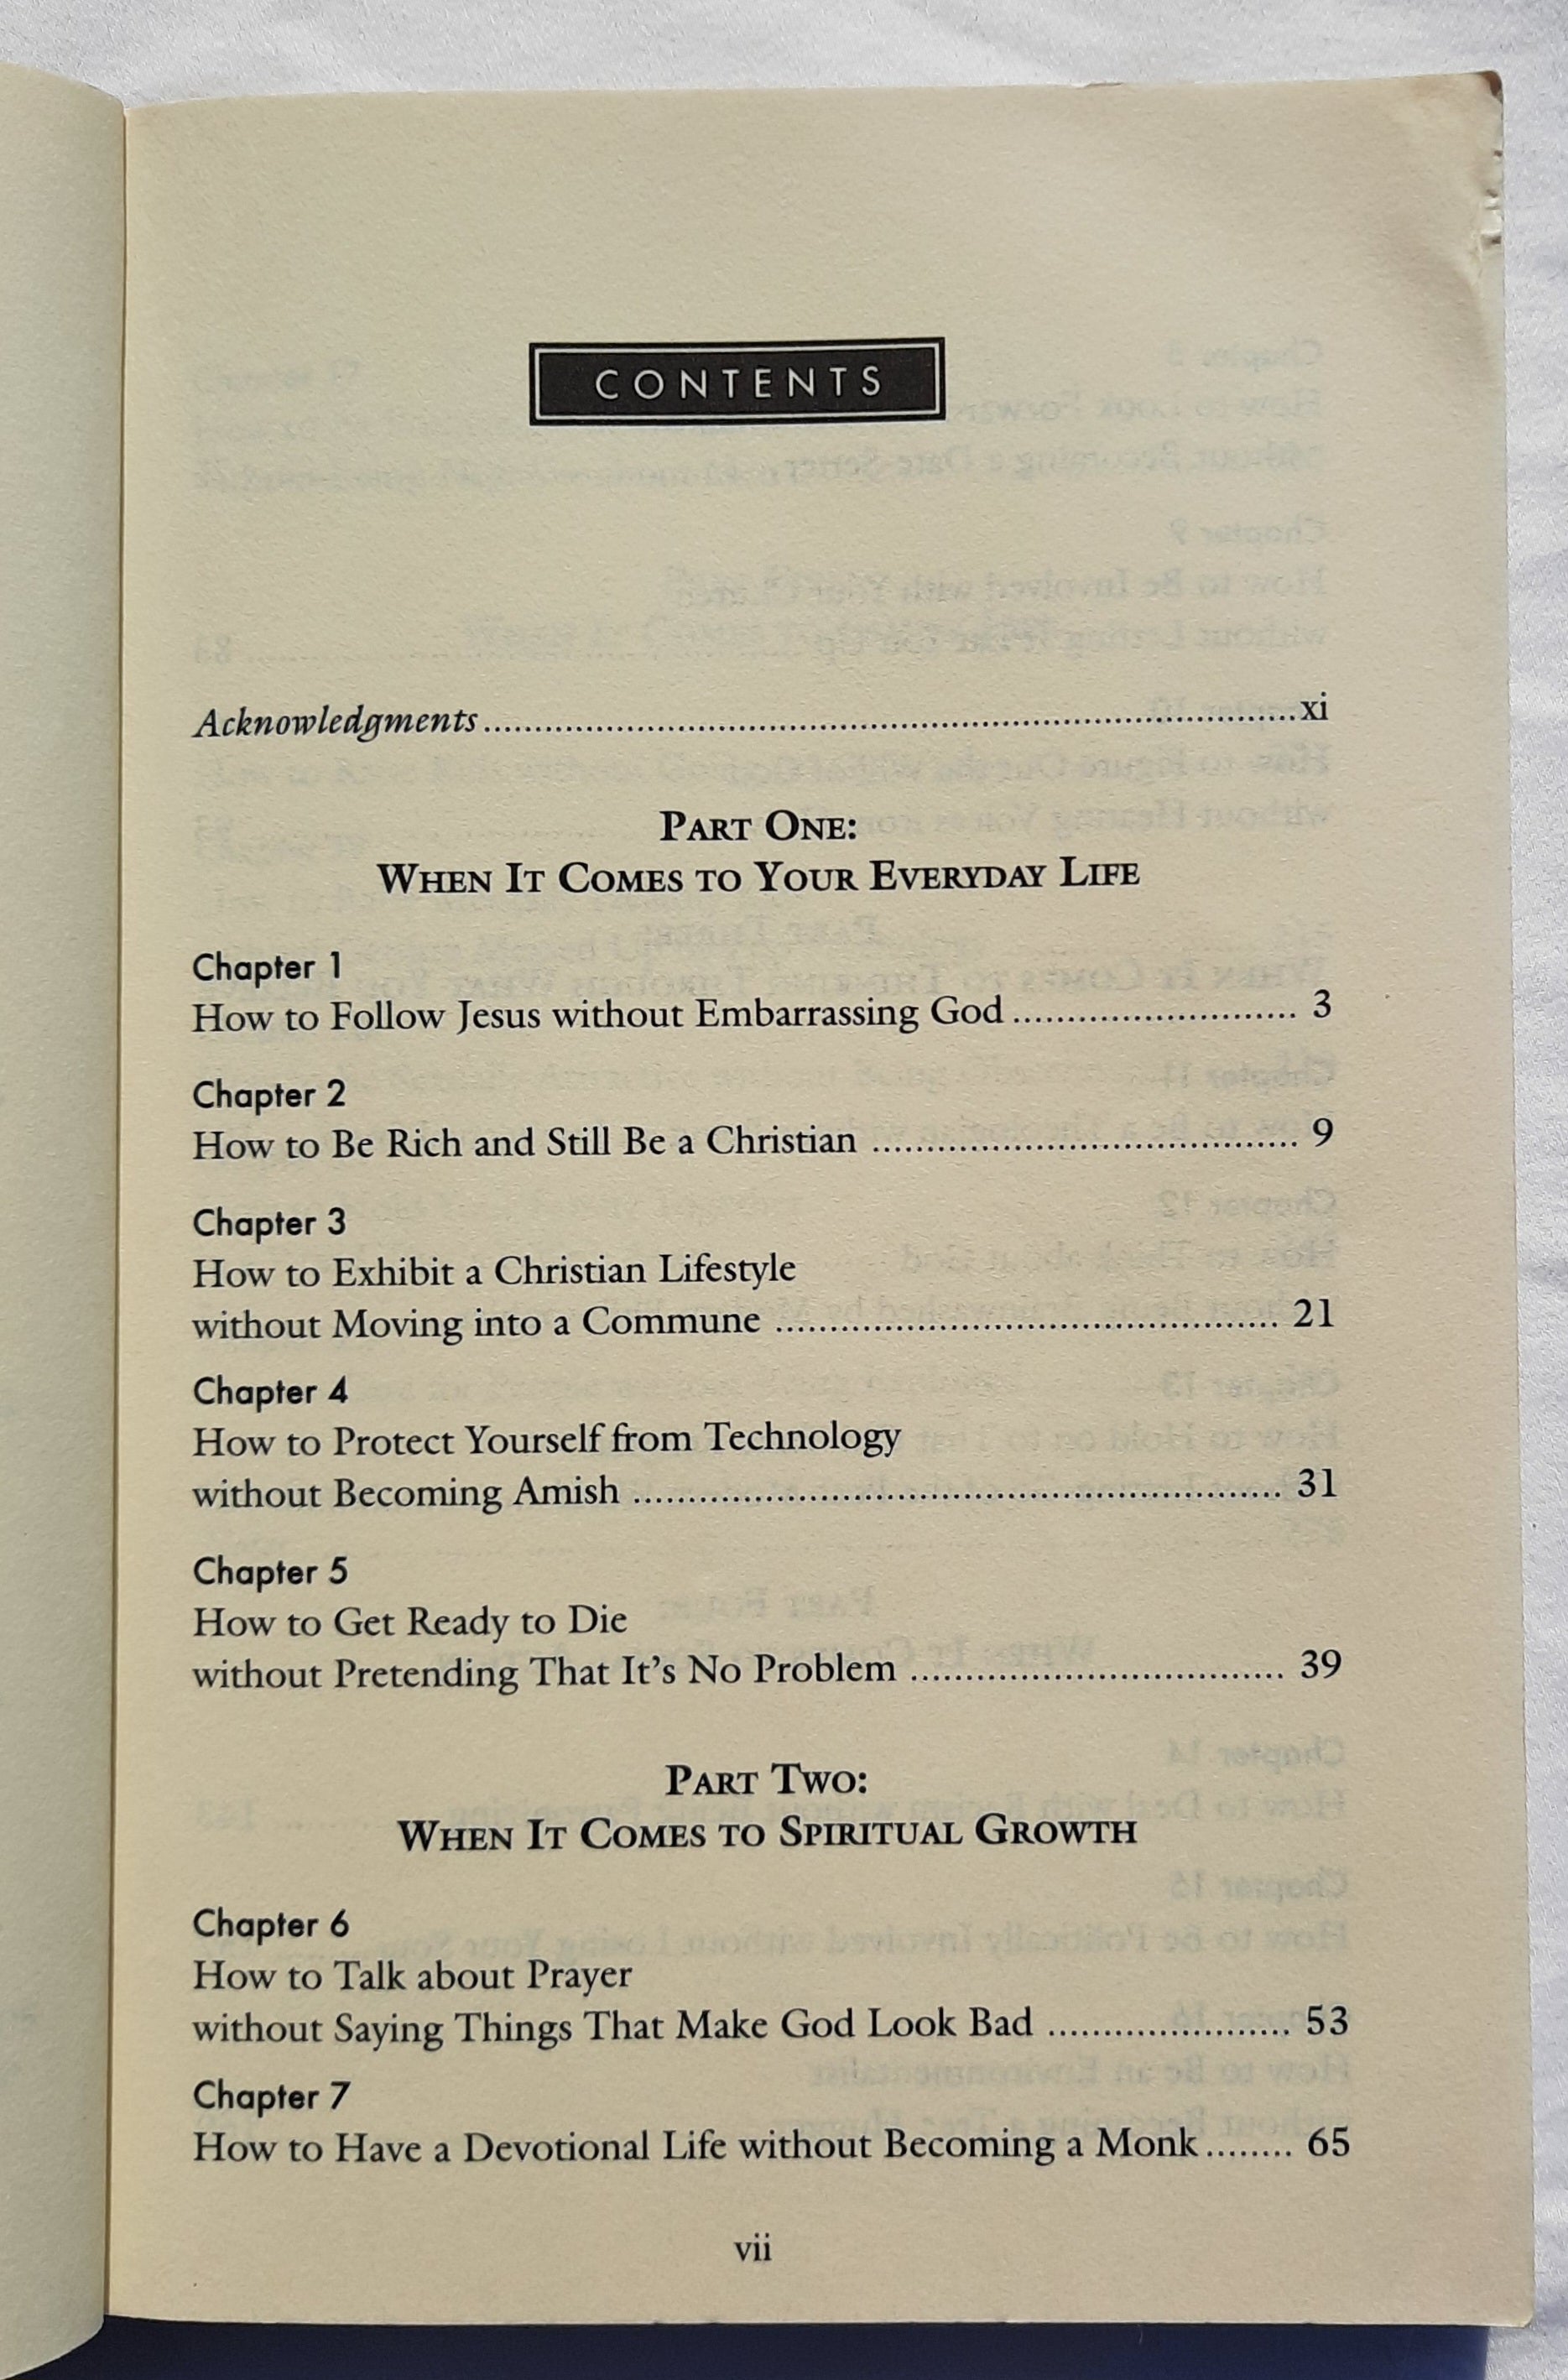 CONTENTS
Acknowledgments ........ xi
PART ONE:
WHEN IT COMES TO YOUR EVERYDAY LIFE
Chapter 1
How to Follow Jesus without Embarrassing God ........ 3
Chapter 2
How to Be Rich and Still Be a Christian ........ 9
Chapter 3
How to Exhibit a Christian Lifestyle
without Moving into a Commune ........ 21
Chapter 4
How to Protect Yourself from Technology
without Becoming Amish ........ 31
Chapter 5
How to Get Ready to Die
without Pretending That It's No Problem ........ 39
PART TWO:
WHEN IT COMES TO SPIRITUAL GROWTH
Chapter 6
How to Talk about Prayer
without Saying Things That Make God Look Bad ........ 53
Chapter 7
How to Have a Devotional Life without Becoming a Monk ........ 65
vii